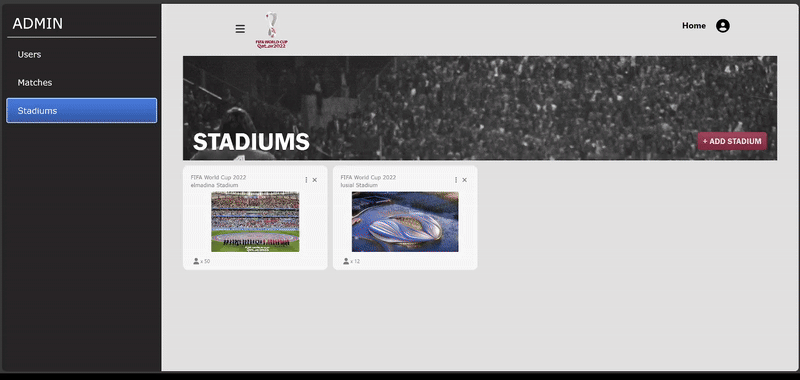 ADMIN
Users
Matches
Stadiums
FIFA WORLD CUP
Qatar2022
Home
STADIUMS
+ ADD STADIUM
FIFA World Cup 2022
elmadina Stadium
x 50
FIFA World Cup 2022
lusial Stadium
x 12